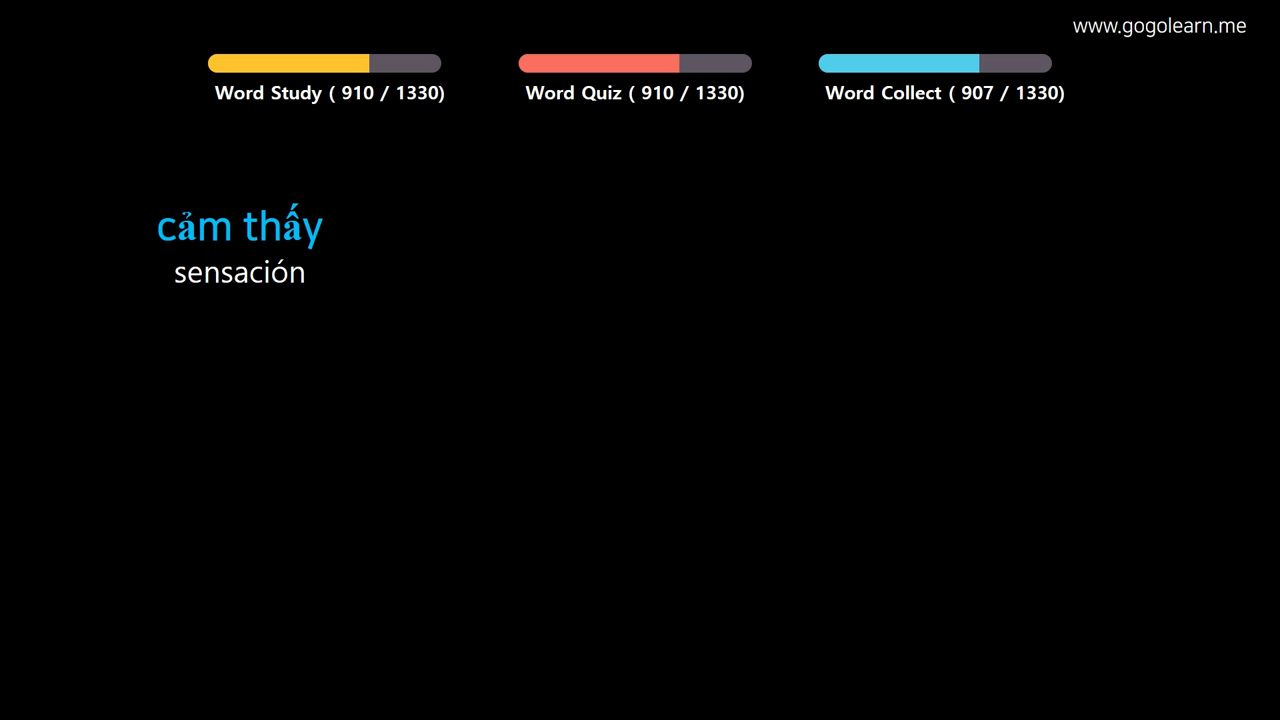 www.gogolearn.me
Word Study ( 910 / 1330)
Word Quiz ( 910 / 1330)
Word Collect ( 907 / 1330)
cảm thấy
sensación